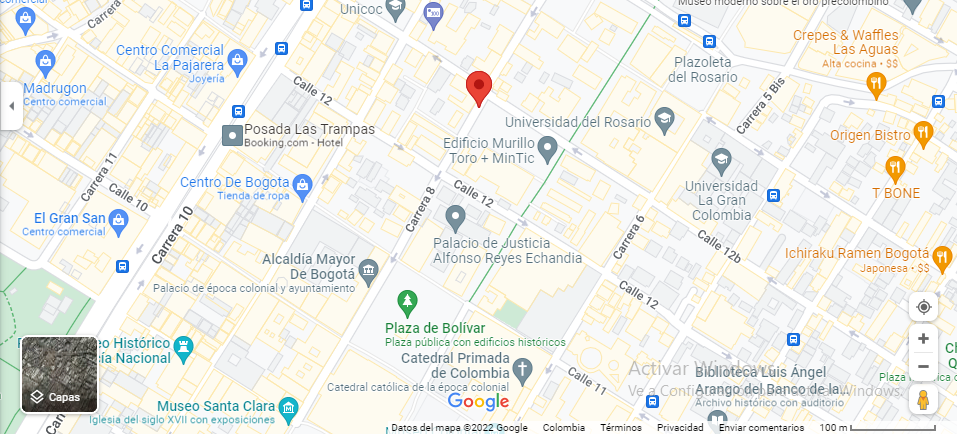 Museo moderno sobre el oro precolombino
Carrera
Unicoc
Crepes & Waffles
Las Aguas
Alta cocina • $$
Centro Comercial
La Pajarera
Joyería
Plazoleta
del Rosario
Madrugon
Centro comercial
Calle 12
Carrera 5 Bis
Universidad del Rosario
Posada Las Trampas
Booking.com - Hotel
Origen Bistro
Edificio Murillo
Toro + MinTic
Carrera 11
Calle 10
Centro De Bogota
Tienda de ropa
Carrera 8
Calle 12
Universidad
La Gran
Colombia
T BONE
El Gran San
Centro comercial
Carrera 10
Palacio de Justicia
Alfonso Reyes Echandia
Carrera 6
Calle 12b
Ichiraku Ramen Bogotá
Japonesa • $$
Alcaldía Mayor
De Bogotá
Palacio de época colonial y ayuntamiento
Calle 12
Plaza de Bolívar
Plaza pública con edificios históricos
Histórico
Nacional
Catedral Primada
de Colombia
Catedral católica de la época colonial
Calle 11
Activar Windows
Biblioteca Luis Ángel
Arango del Banco de la
Archivo histórico con auditorio
Capas
Museo Santa Clara
Iglesia del siglo XVII con exposiciones
Google
Datos del mapa ©2022 Google Colombia Términos Privacidad Enviar comentarios 100 m